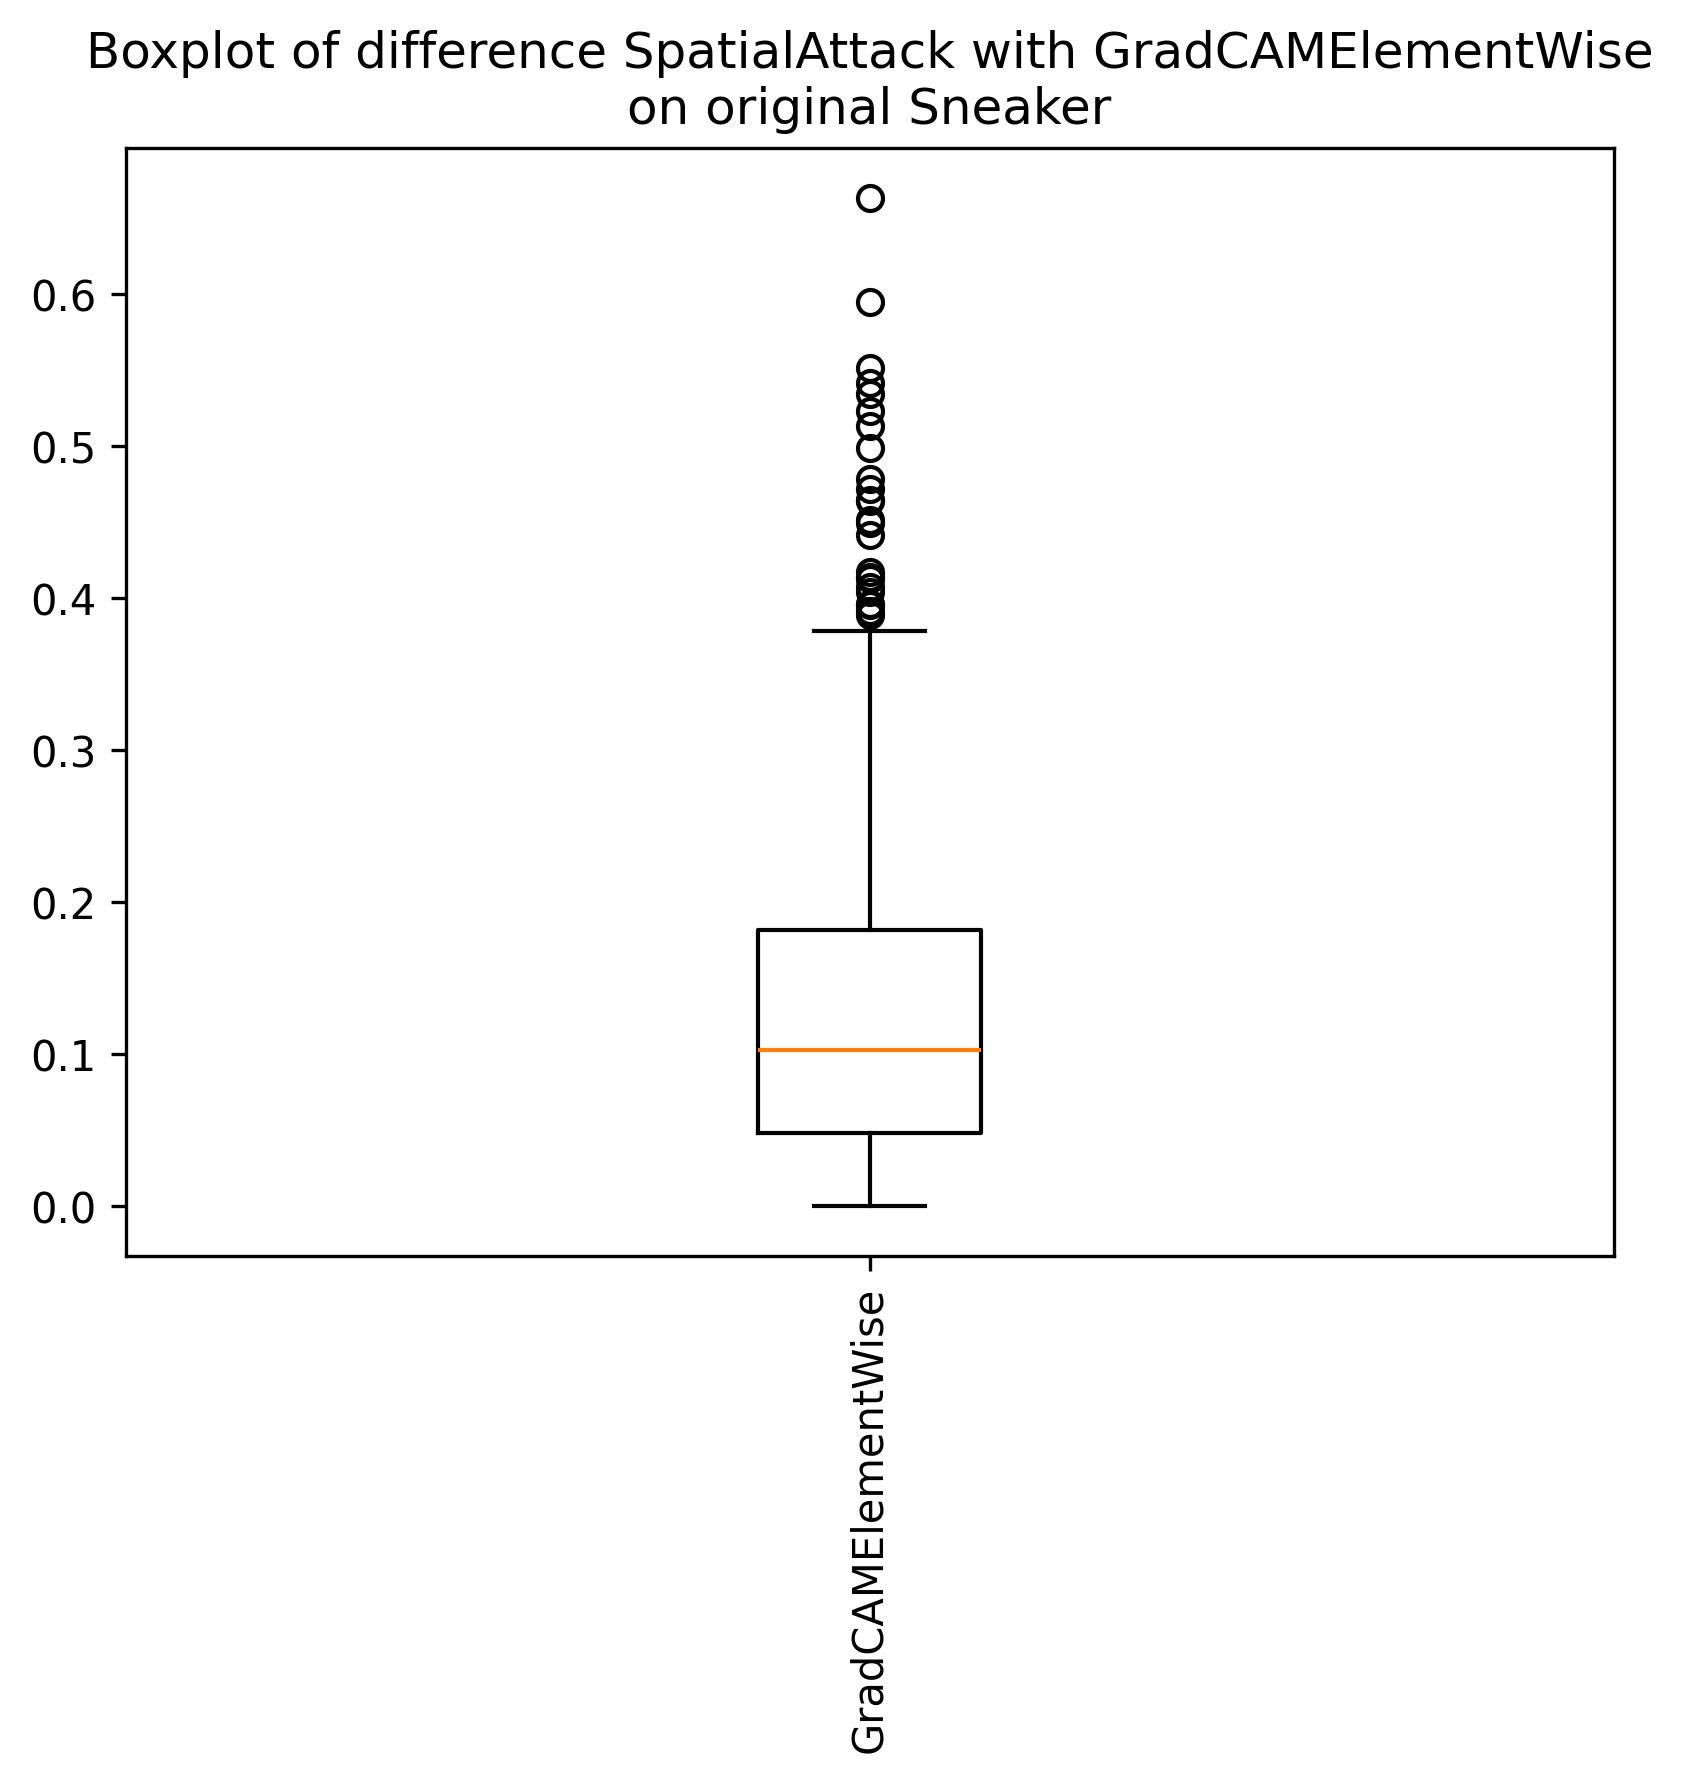 Boxplot of difference SpatialAttack with GradCAMElementWise
on original Sneaker
0.6
0.5
0.4
0.3
0.2
0.1
0.0
GradCAMElementWise